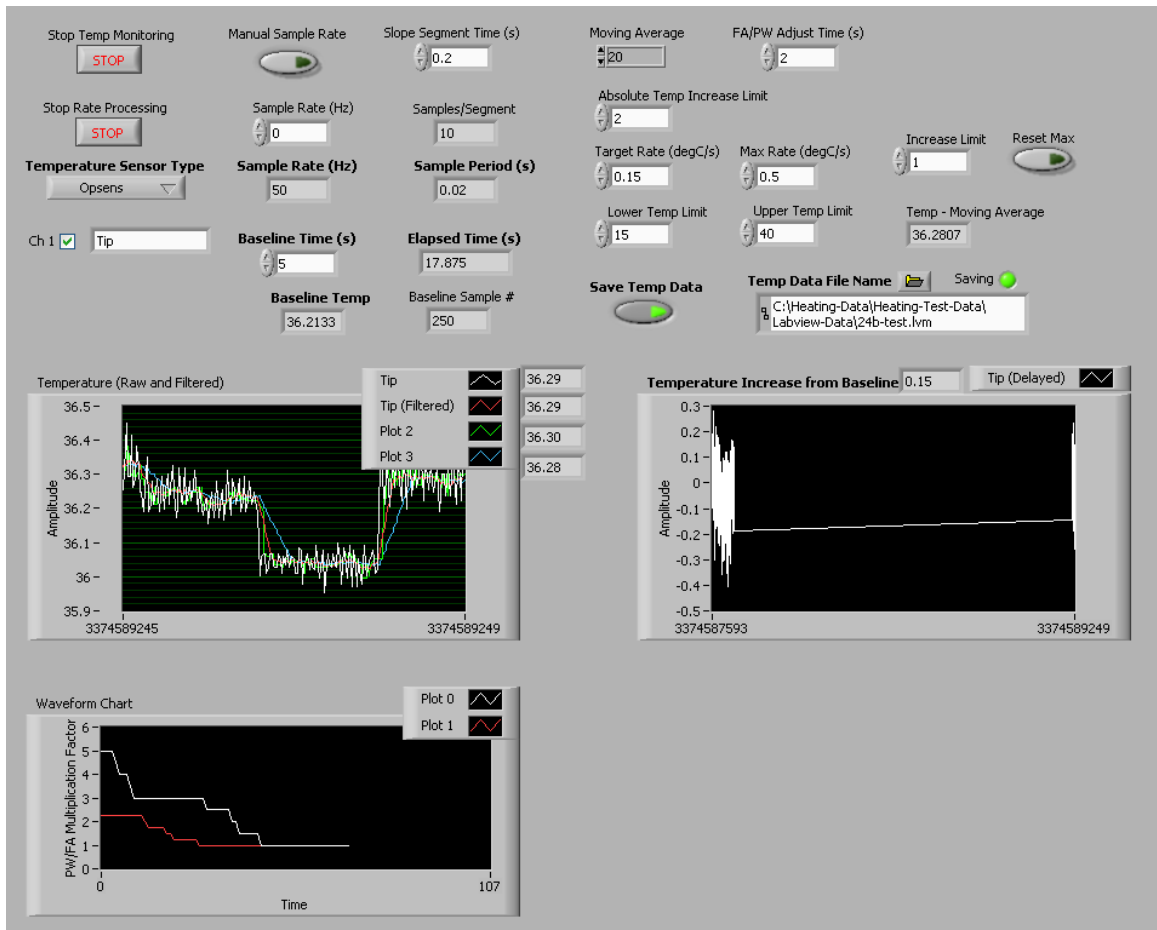 Stop Temp Monitoring
STOP
Manual Sample Rate
Slope Segment Time (s)
0.2
Moving Average
20
FA/PW Adjust Time (s)
2
Stop Rate Processing
STOP
Sample Rate (Hz)
0
Samples/Segment
10
Absolute Temp Increase Limit
2
Target Rate (degC/s)
0.15
Max Rate (degC/s)
0.5
Increase Limit
1
Reset Max
Temperature Sensor Type
Opsens
Sample Rate (Hz)
50
Sample Period (s)
0.02
Lower Temp Limit
15
Upper Temp Limit
40
Temp - Moving Average
36.2807
Ch 1
Tip
Baseline Time (s)
5
Elapsed Time (s)
17.875
Baseline Temp
36.2133
Baseline Sample #
250
Save Temp Data
Temp Data File Name
Saving
C:\Heating-Data\Heating-Test-Data\
Labview-Data\24b-test.lvm
Temperature (Raw and Filtered)
Tip
36.29
Tip (Filtered)
36.29
Plot 2
36.30
Plot 3
36.28
Amplitude
36.5
36.4
36.3
36.2
36.1
36
35.9
3374589245
3374589249
Temperature Increase from Baseline
0.15
Tip (Delayed)
Amplitude
0.3
0.2
0.1
0
-0.1
-0.2
-0.3
-0.4
-0.5
3374587593
3374589249
Waveform Chart
Plot 0
Plot 1
PW/FA Multiplication Factor
6
5
4
3
2
1
0
0
107
Time